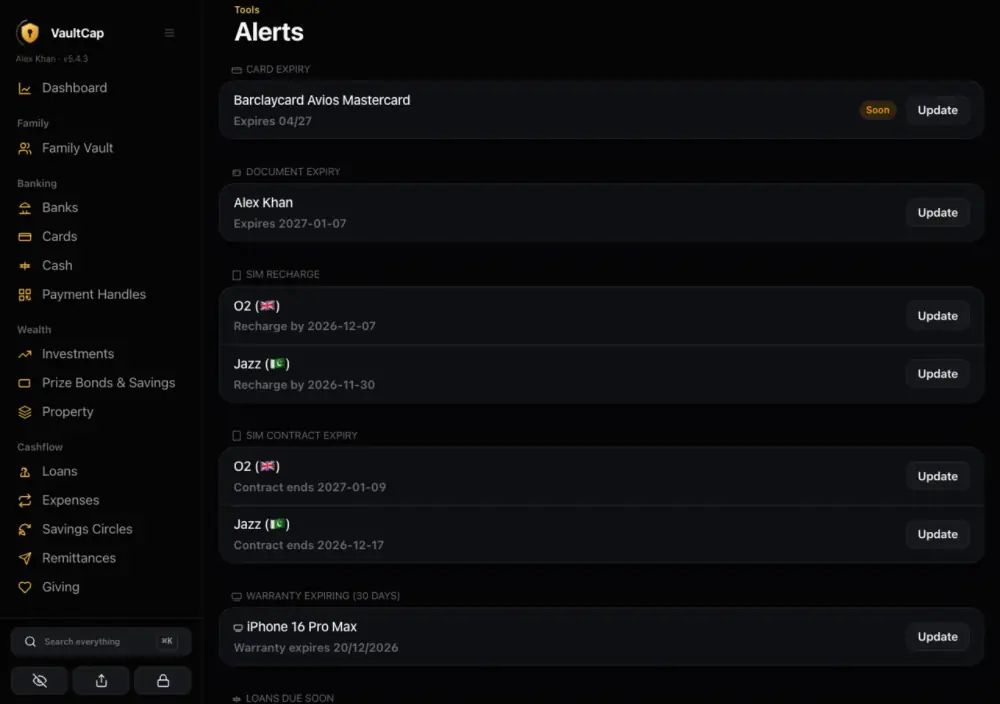 VaultCap
Alex Khan · v5.4.3
Dashboard
Family
Family Vault
Banking
Banks
Cards
Cash
Payment Handles
Wealth
Investments
Prize Bonds & Savings
Property
Cashflow
Loans
Expenses
Savings Circles
Remittances
Giving
Search everything ⌘K
Tools
Alerts
CARD EXPIRY
Barclaycard Avios Mastercard
Expires 04/27
Soon
Update
DOCUMENT EXPIRY
Alex Khan
Expires 2027-01-07
Update
SIM RECHARGE
O2 (🇬🇧)
Recharge by 2026-12-07
Update
Jazz (🇵🇰)
Recharge by 2026-11-30
Update
SIM CONTRACT EXPIRY
O2 (🇬🇧)
Contract ends 2027-01-09
Update
Jazz (🇵🇰)
Contract ends 2026-12-17
Update
WARRANTY EXPIRING (30 DAYS)
iPhone 16 Pro Max
Warranty expires 20/12/2026
Update
LOANS DUE SOON